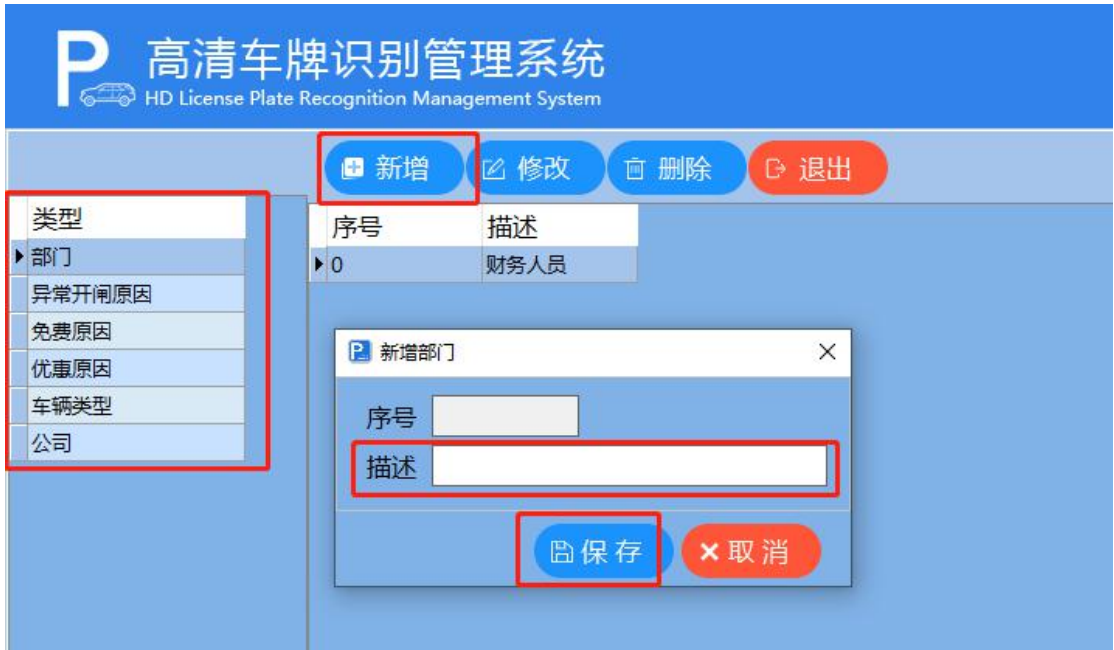 P 高清车牌识别管理系统
HD License Plate Recognition Management System
新增 修改 删除 退出
类型
部门
异常开闸原因
免费原因
优惠原因
车辆类型
公司
序号 描述
0 财务人员
P 新增部门
序号
描述
保存 取消